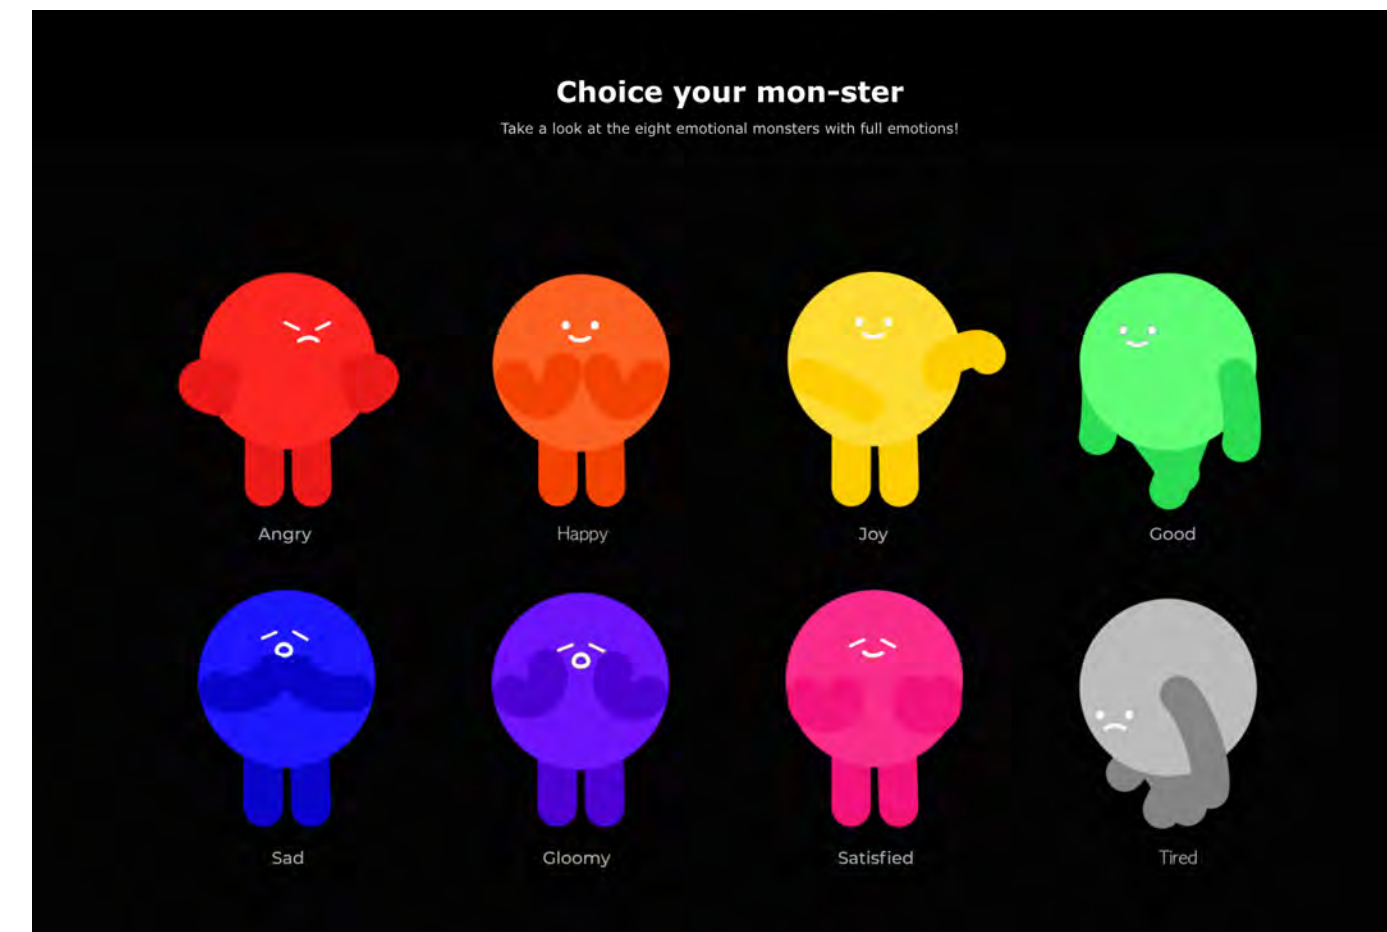 Choice your mon-ster
Take a look at the eight emotional monsters with full emotions!
Angry
Happy
Joy
Good
Sad
Gloomy
Satisfied
Tired